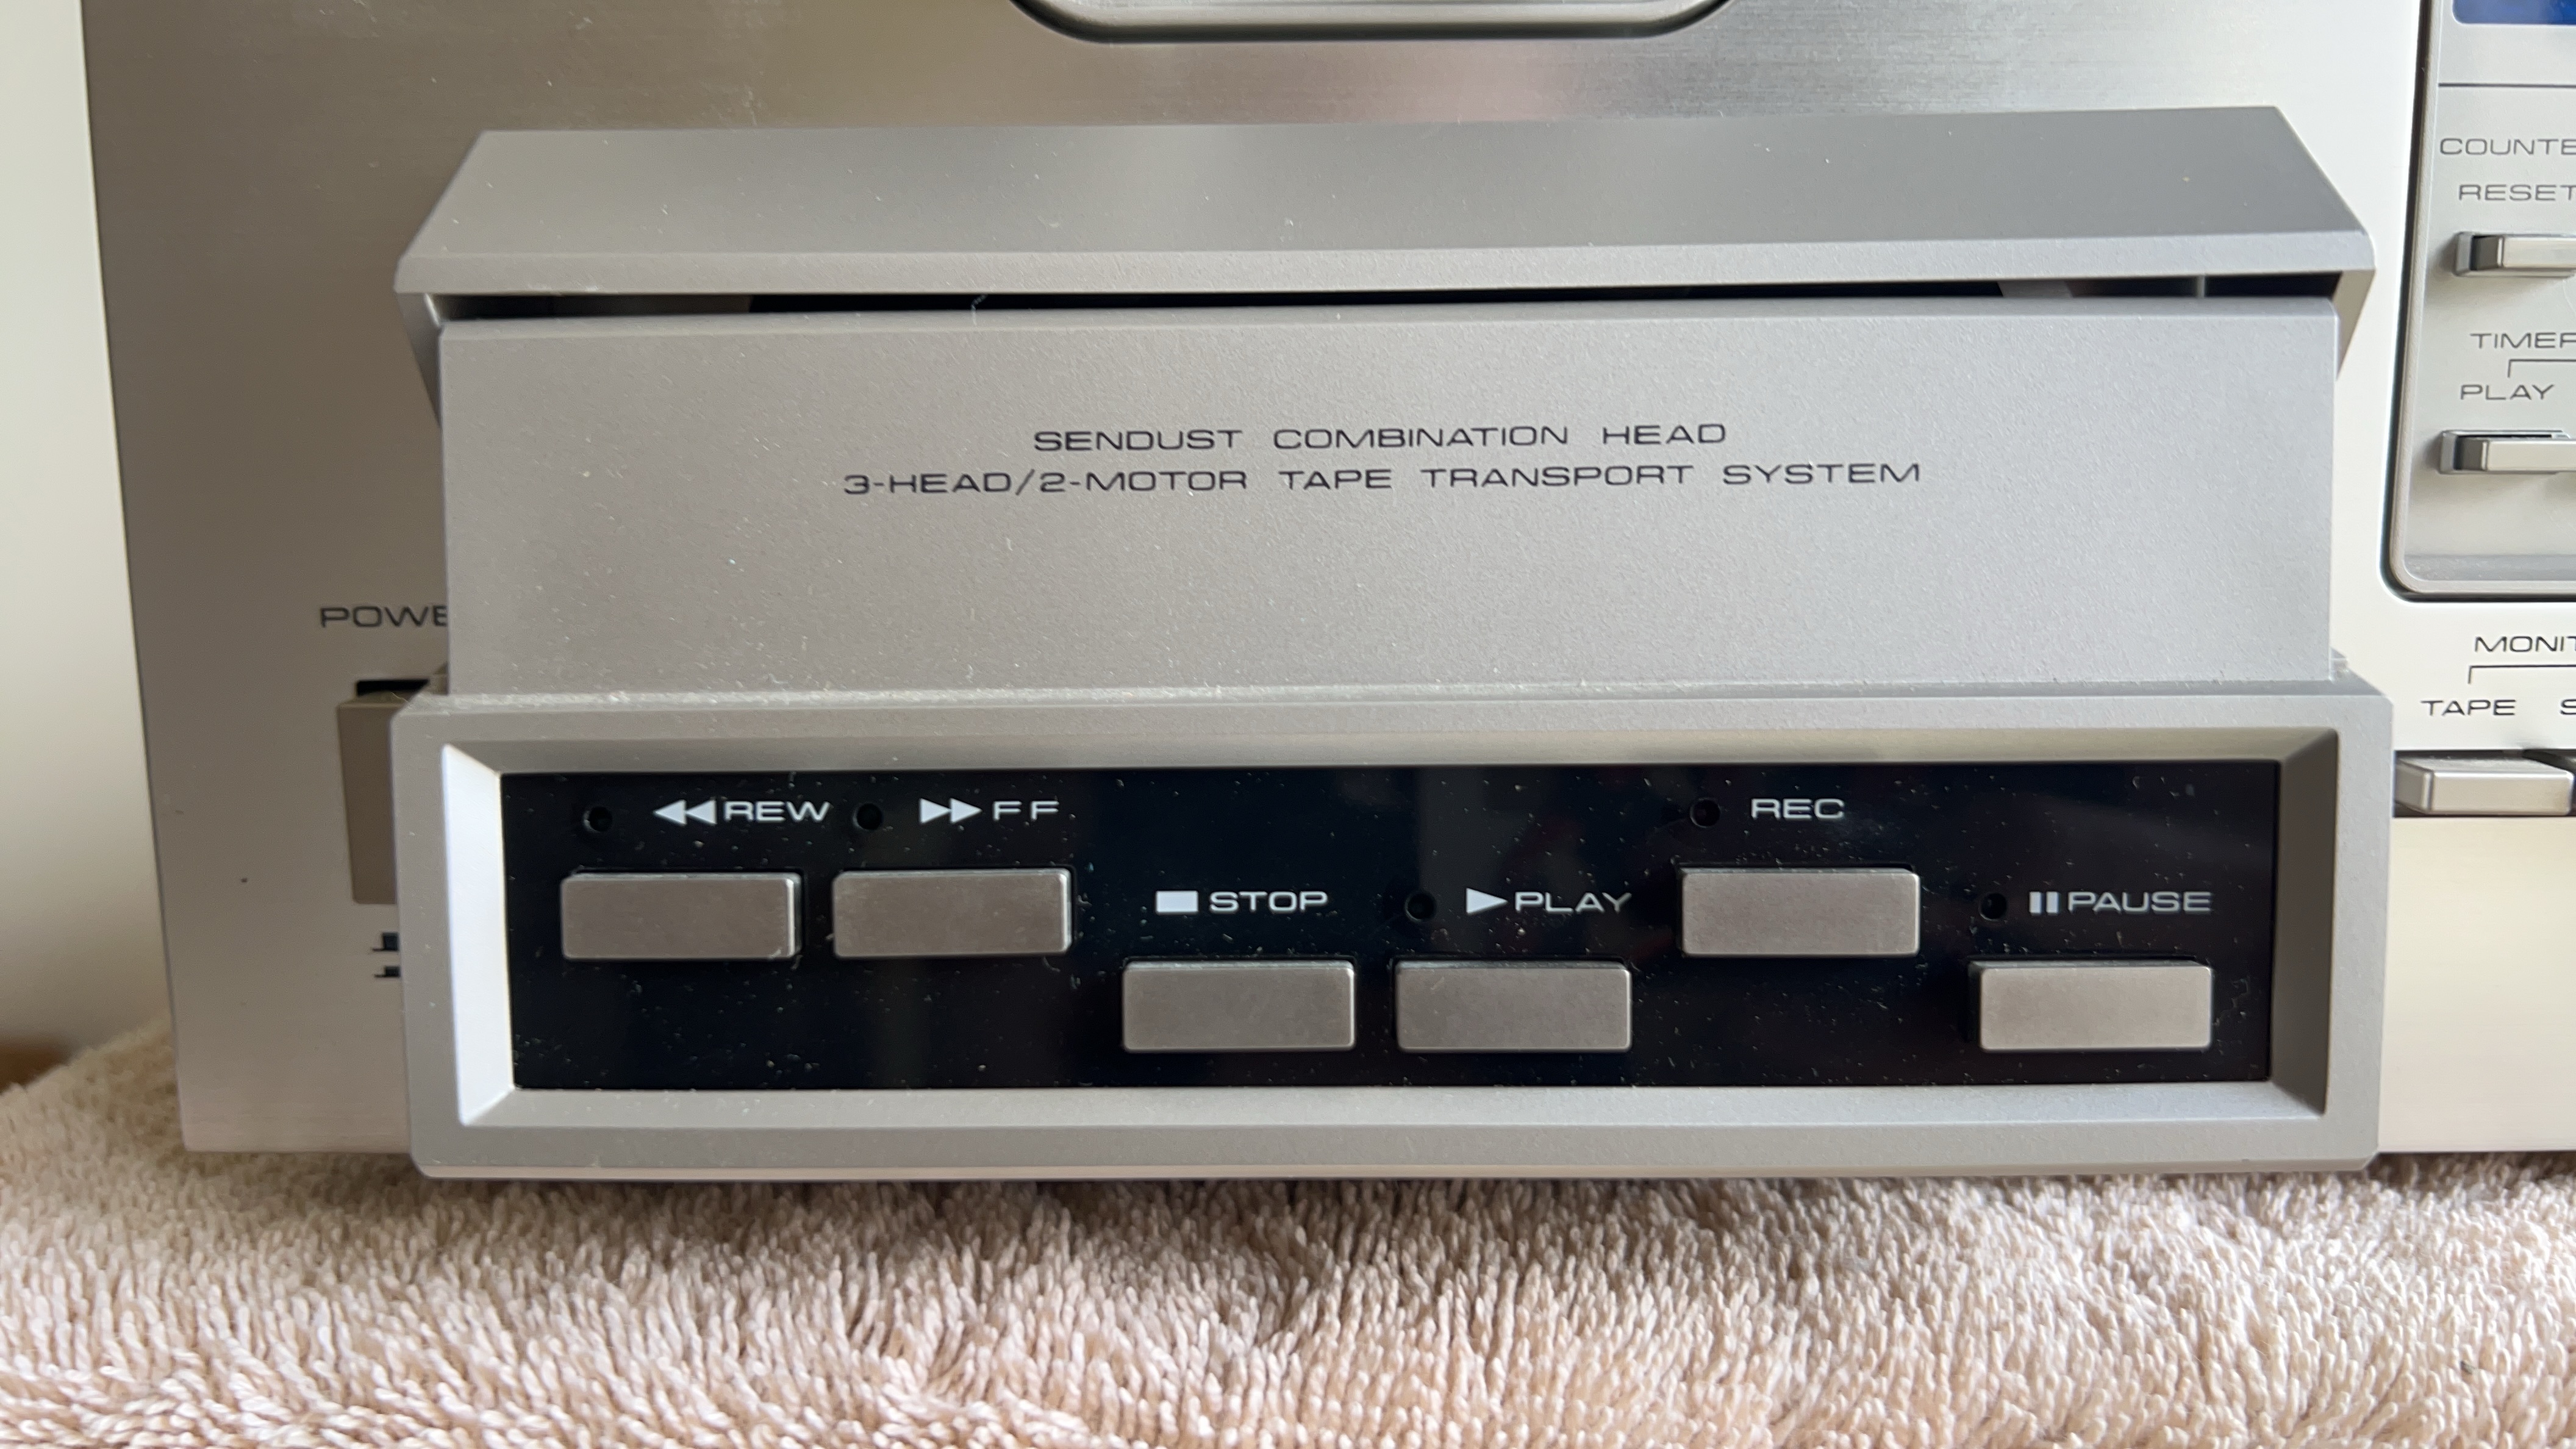 COUNTE
RESET
TIMER
PLAY
SENDUST COMBINATION HEAD
3-HEAD/2-MOTOR TAPE TRANSPORT SYSTEM
POWE
MONIT
TAPE S
REW
FF
REC
STOP
PLAY
PAUSE